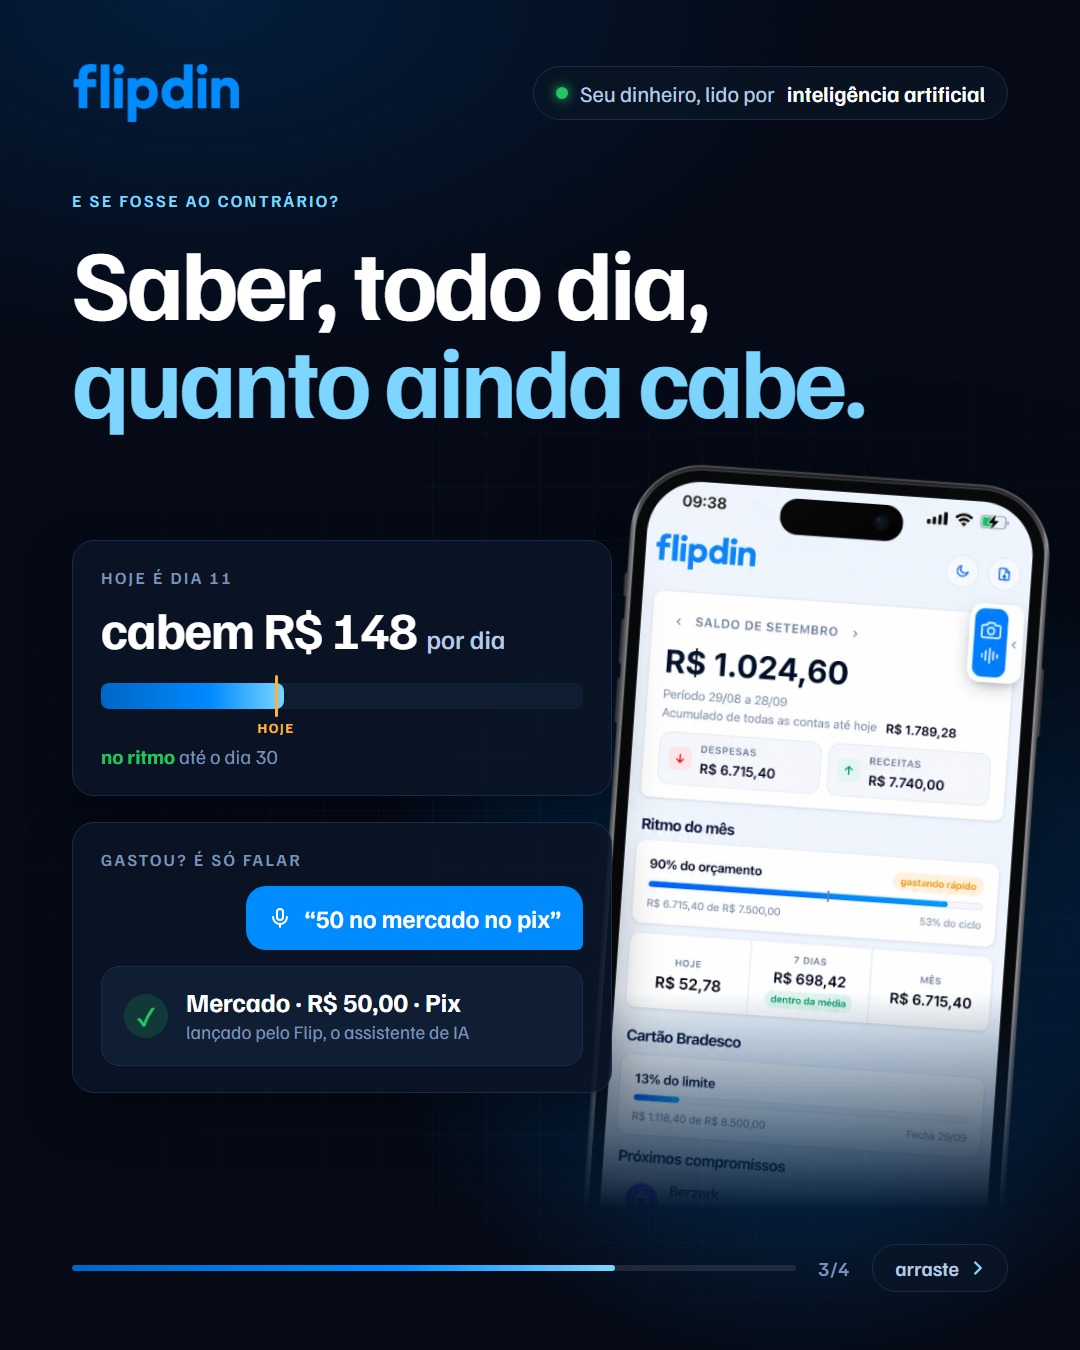 flipdin
Seu dinheiro, lido por inteligência artificial
E SE FOSSE AO CONTRÁRIO?
Saber, todo dia,
quanto ainda cabe.
HOJE É DIA 11
cabem R$ 148 por dia
HOJE
no ritmo até o dia 30
GASTOU? É SÓ FALAR
“50 no mercado no pix”
Mercado · R$ 50,00 · Pix
lançado pelo Flip, o assistente de IA
09:38
flipdin
‹ SALDO DE SETEMBRO ›
R$ 1.024,60
Período 29/08 a 28/09
Acumulado de todas as contas até hoje R$ 1.789,28
DESPESAS
R$ 6.715,40
RECEITAS
R$ 7.740,00
Ritmo do mês
90% do orçamento
gastando rápido
R$ 6.715,40 de R$ 7.500,00
53% do ciclo
HOJE
R$ 52,78
7 DIAS
R$ 698,42
dentro da média
MÊS
R$ 6.715,40
Cartão Bradesco
13% do limite
R$ 1.118,40 de R$ 8.500,00
Fecha 29/09
Próximos compromissos
Berzerk
3/4
arraste ›